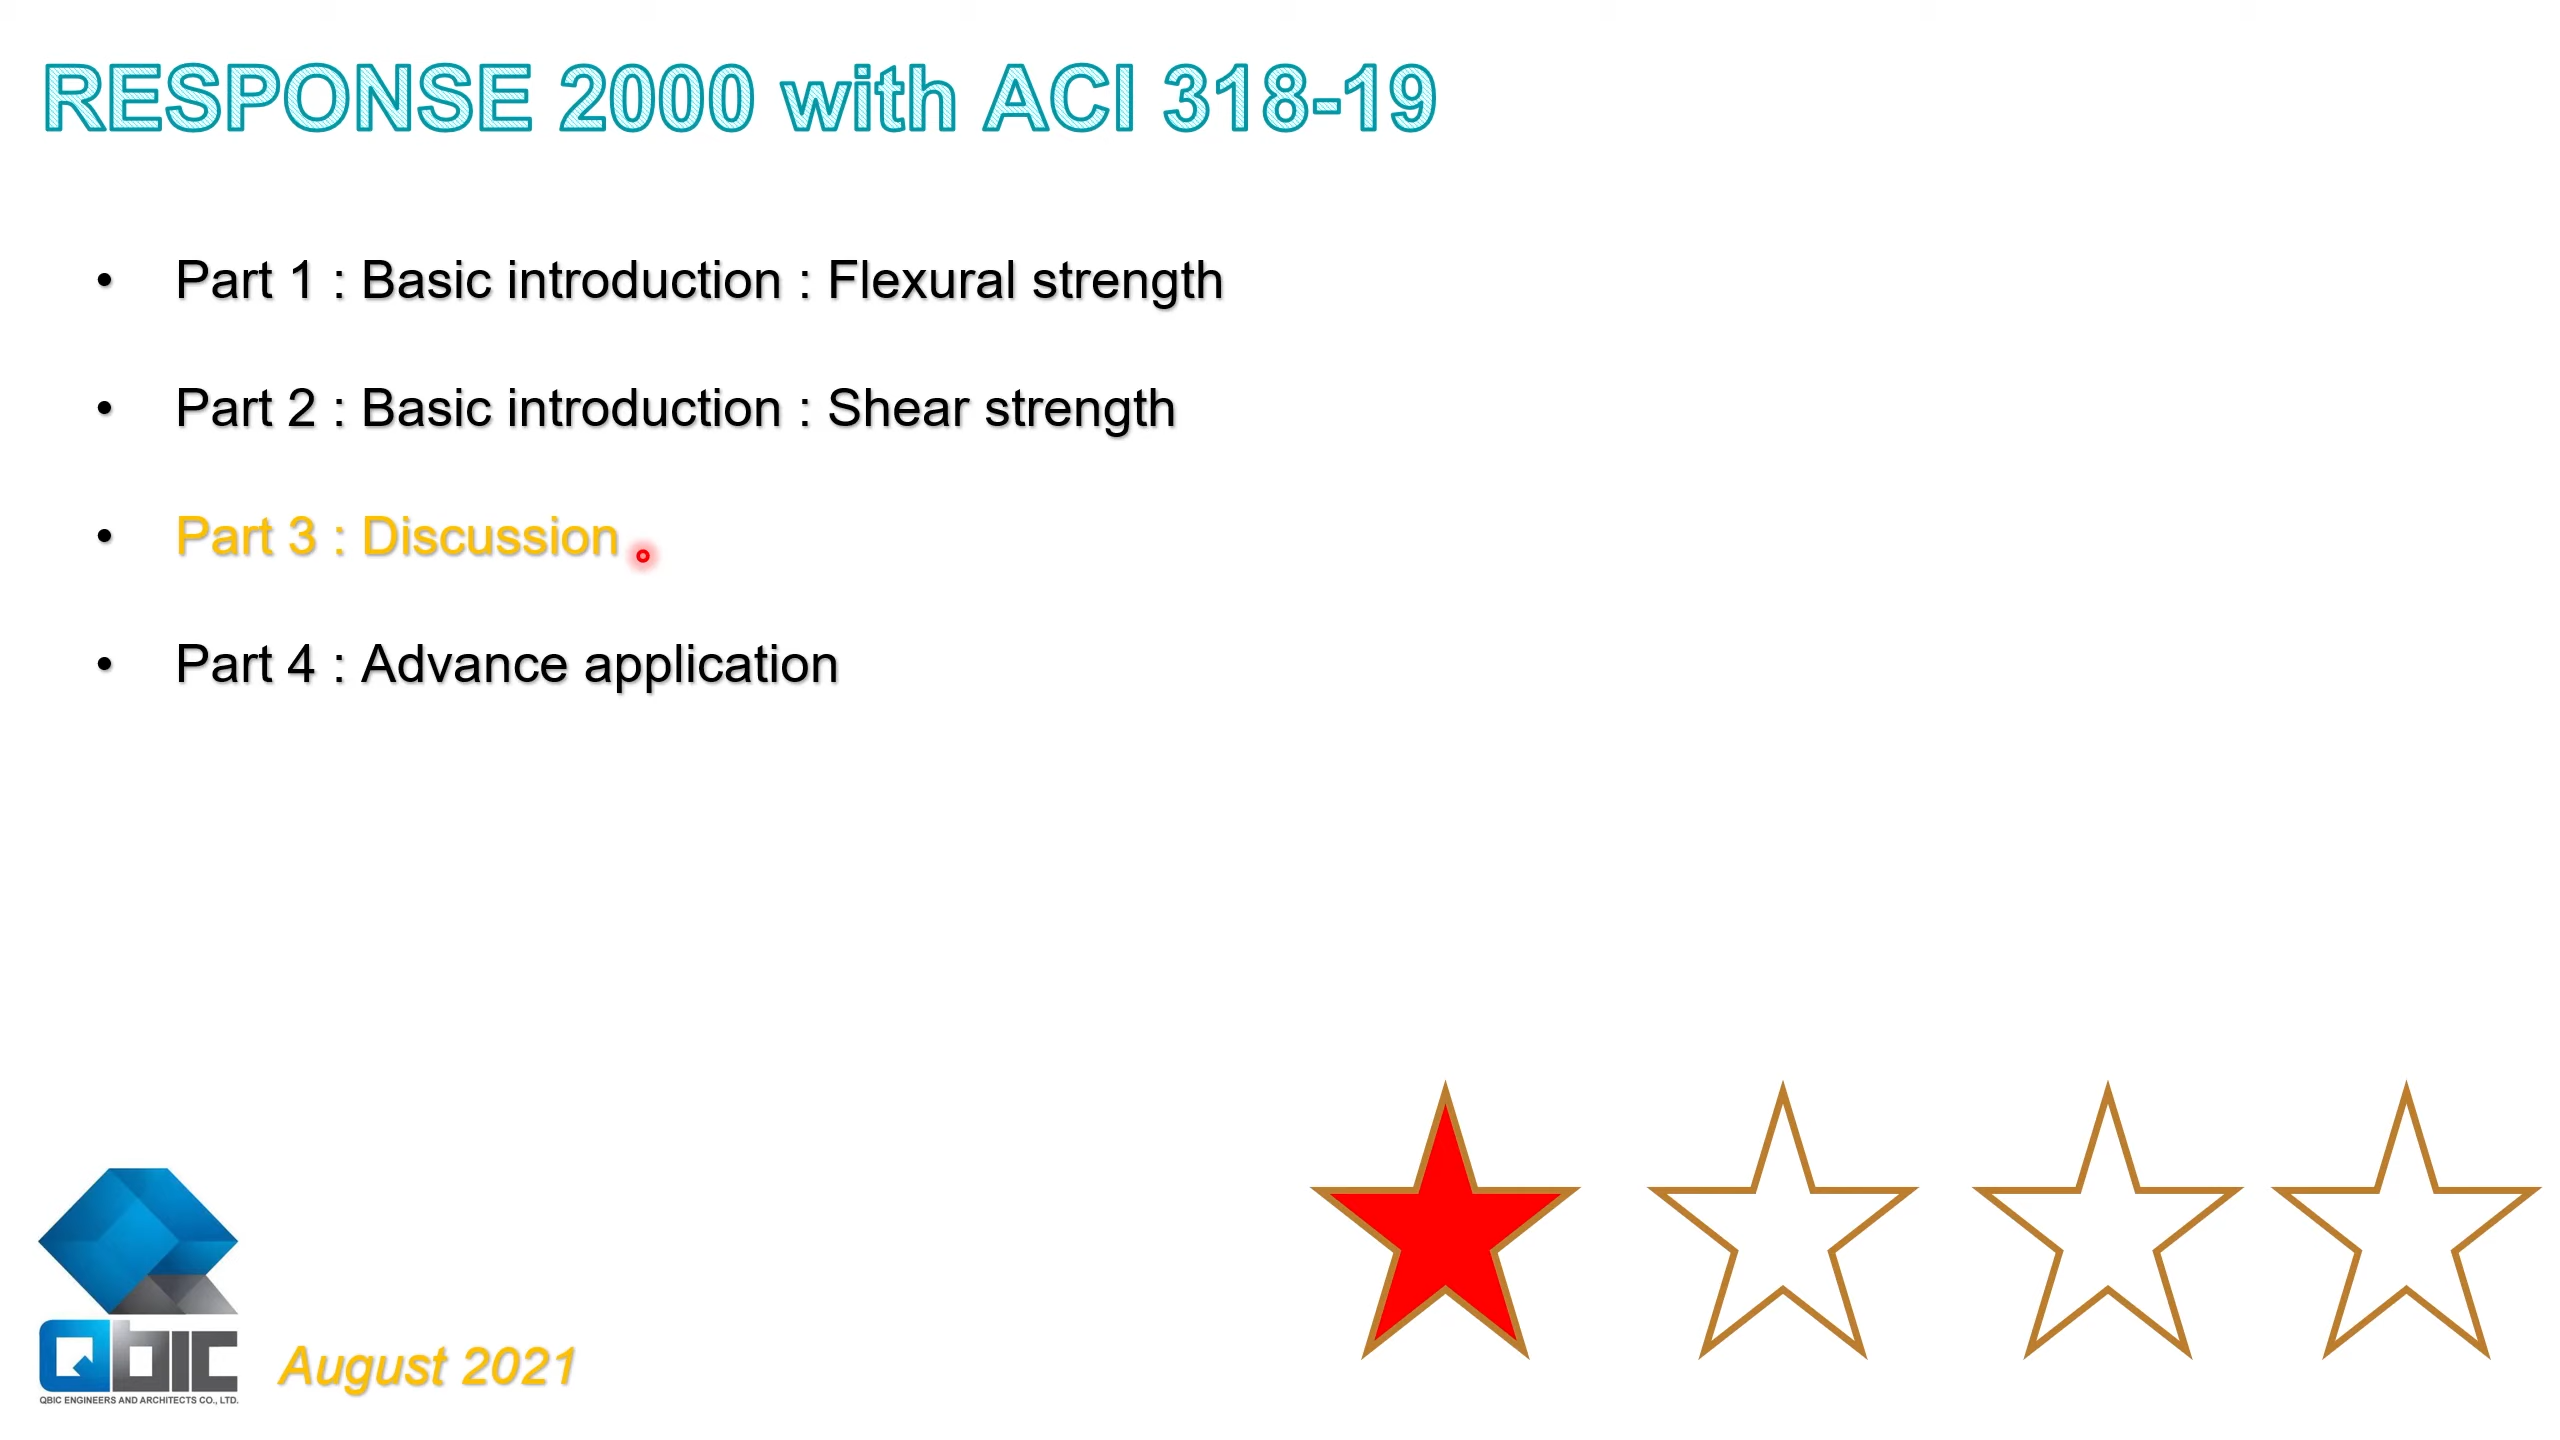 RESPONSE 2000 with ACI 318-19
• Part 1 : Basic introduction : Flexural strength
• Part 2 : Basic introduction : Shear strength
• Part 3 : Discussion
• Part 4 : Advance application
Qbic
QBIC ENGINEERS AND ARCHITECTS CO., LTD.
August 2021